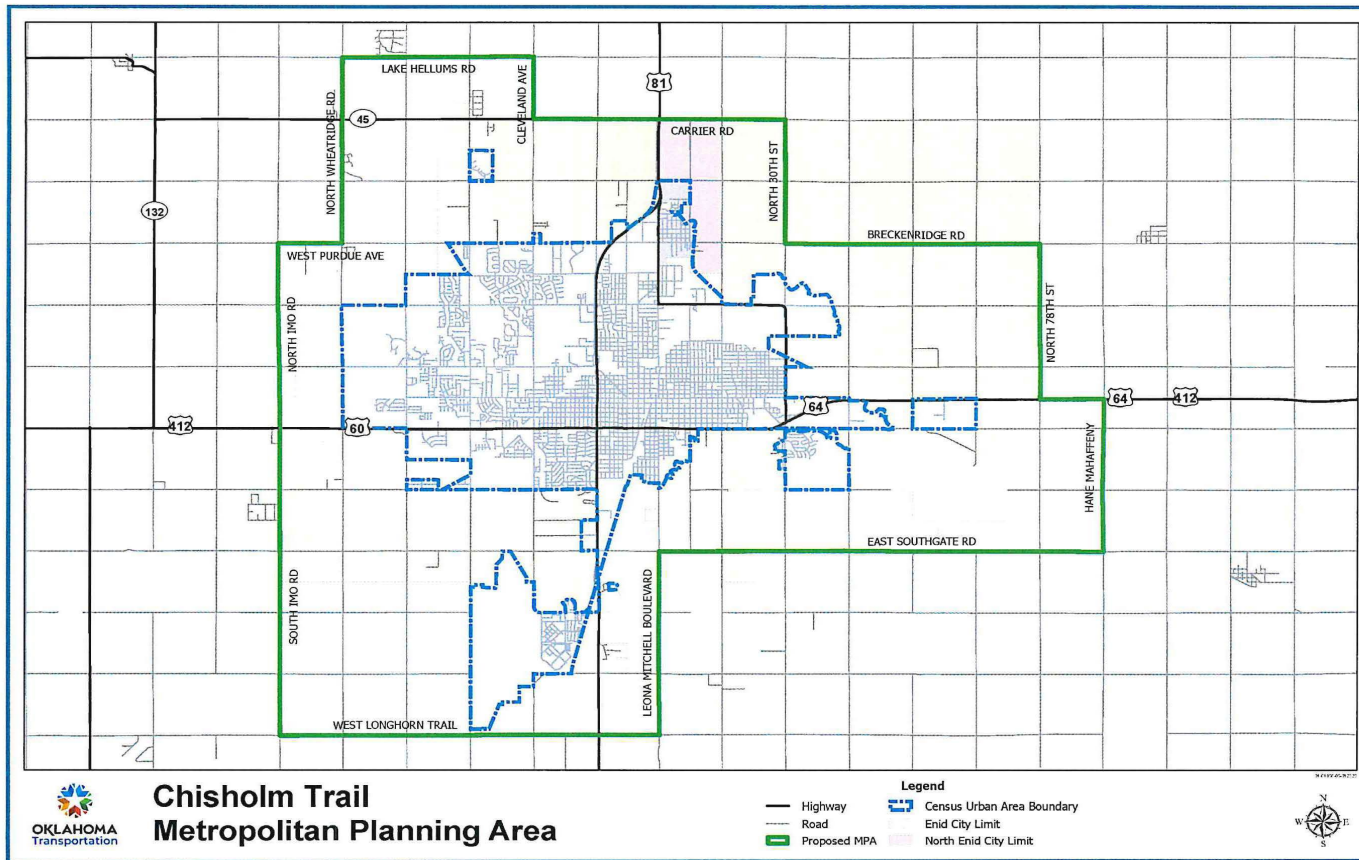 LAKE HELLUMS RD
CLEVELAND AVE
81
45
CARRIER RD
NORTH WHEATRIDGE RD.
NORTH 30TH ST
132
BRECKENRIDGE RD
WEST PURDUE AVE
NORTH IMO RD
NORTH 78TH ST
412
60
64
64
412
HANE MAHAFFENY
EAST SOUTHGATE RD
SOUTH IMO RD
LEONA MITCHELL BOULEVARD
WEST LONGHORN TRAIL
OKLAHOMA
Transportation
Chisholm Trail
Metropolitan Planning Area
Legend
Highway
Road
Proposed MPA
Census Urban Area Boundary
Enid City Limit
North Enid City Limit
N
W E
S